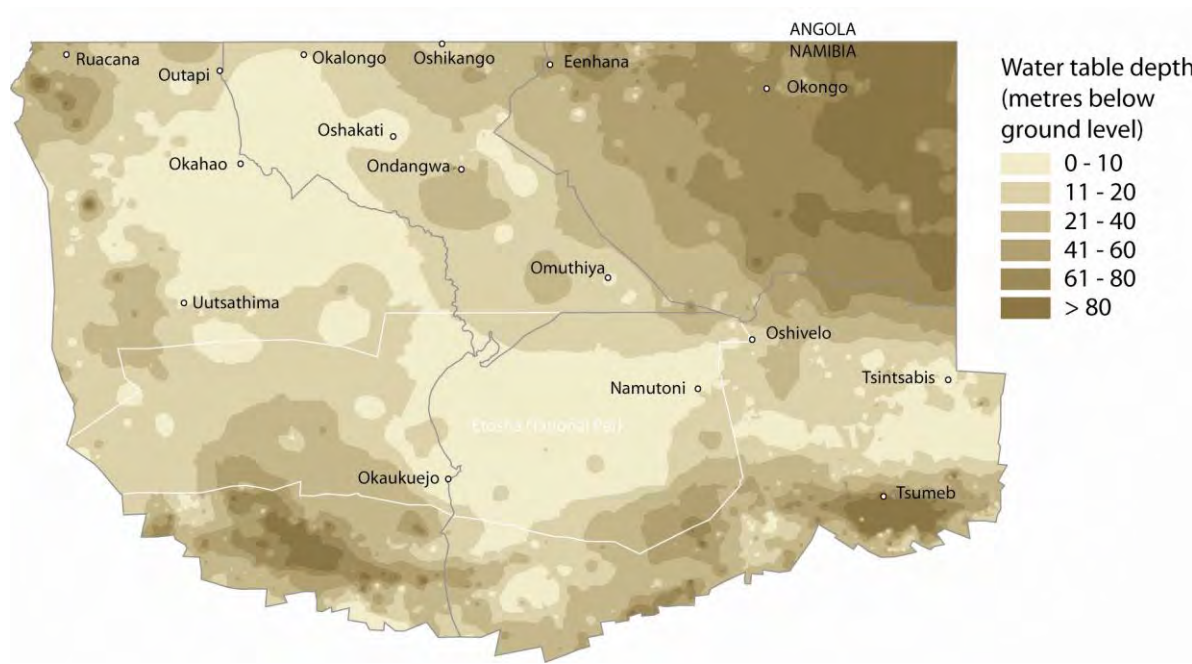 ANGOLA
NAMIBIA
Ruacana
Okalongo
Oshikango
Outapi
Eenhana
Okongo
Oshakati
Okahao
Ondangwa
Omuthiya
Uutsathima
Oshivelo
Namutoni
Tsintsabis
Etosha National Par
Okaukuejo
Tsumeb
Water table depth
(metres below
ground level)
0 - 10
11 - 20
21 - 40
41 - 60
61 - 80
> 80